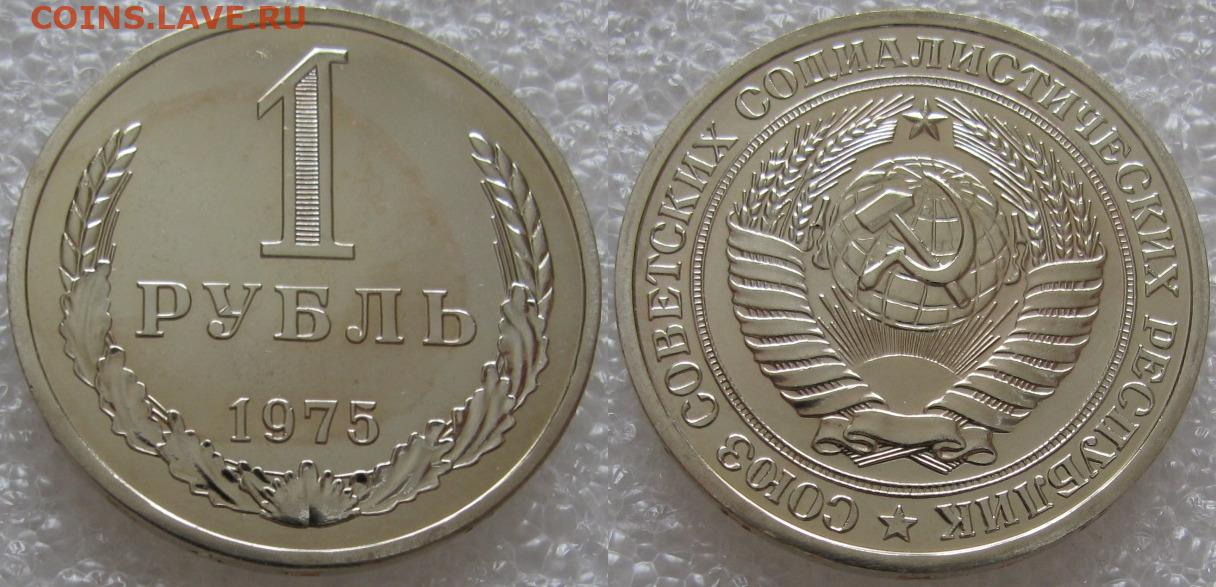 COINS.LAVE.RU
1
РУБЛЬ
1975
СОЮЗ СОВЕТСКИХ СОЦИАЛИСТИЧЕСКИХ РЕСПУБЛИК